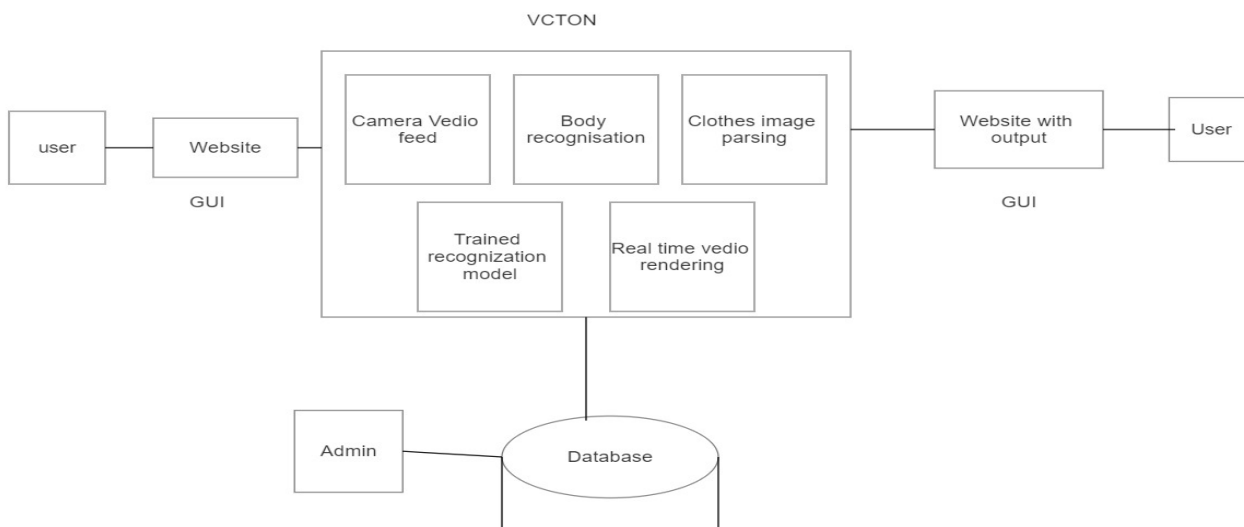 VCTON
Camera Vedio
feed
Body
recognisation
Clothes image
parsing
user
Website
GUI
Website with
output
User
GUI
Trained
recognization
model
Real time vedio
rendering
Admin
Database